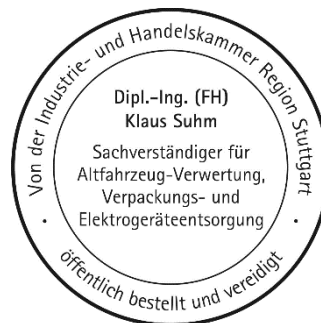 Von der Industrie- und Handelskammer Region Stuttgart
Dipl.-Ing. (FH)
Klaus Suhm
Sachverständiger für
Altfahrzeug-Verwertung,
Verpackungs- und
Elektrogeräteentsorgung
· öffentlich bestellt und vereidigt ·